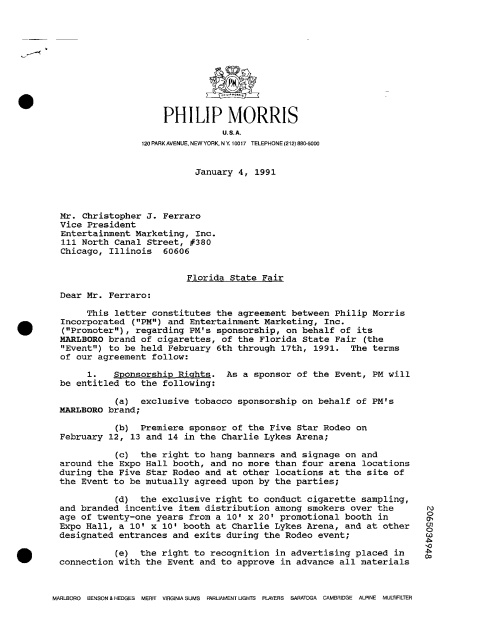 PM
PHILIP MORRIS
U.S.A.
120 PARK AVENUE, NEW YORK, N.Y. 10017 TELEPHONE (212) 880-5000
January 4, 1991
Mr. Christopher J. Ferraro
Vice President
Entertainment Marketing, Inc.
111 North Canal Street, #380
Chicago, Illinois 60606
Florida State Fair
Dear Mr. Ferraro:
This letter constitutes the agreement between Philip Morris
Incorporated ("PM") and Entertainment Marketing, Inc.
("Promoter"), regarding PM's sponsorship, on behalf of its
MARLBORO brand of cigarettes, of the Florida State Fair (the
"Event") to be held February 6th through 17th, 1991. The terms
of our agreement follow:
1. Sponsorship Rights. As a sponsor of the Event, PM will
be entitled to the following:
(a) exclusive tobacco sponsorship on behalf of PM's
MARLBORO brand;
(b) Premiere sponsor of the Five Star Rodeo on
February 12, 13 and 14 in the Charlie Lykes Arena;
(c) the right to hang banners and signage on and
around the Expo Hall booth, and no more than four arena locations
during the Five Star Rodeo and at other locations at the site of
the Event to be mutually agreed upon by the parties;
(d) the exclusive right to conduct cigarette sampling,
and branded incentive item distribution among smokers over the
age of twenty-one years from a 10' x 20' promotional booth in
Expo Hall, a 10' x 10' booth at Charlie Lykes Arena, and at other
designated entrances and exits during the Rodeo event;
(e) the right to recognition in advertising placed in
connection with the Event and to approve in advance all materials
2065034948
MARLBORO BENSON & HEDGES MERIT VIRGINIA SLIMS PARLIAMENT LIGHTS PLAYERS SARATOGA CAMBRIDGE ALPINE MULTIFILTER